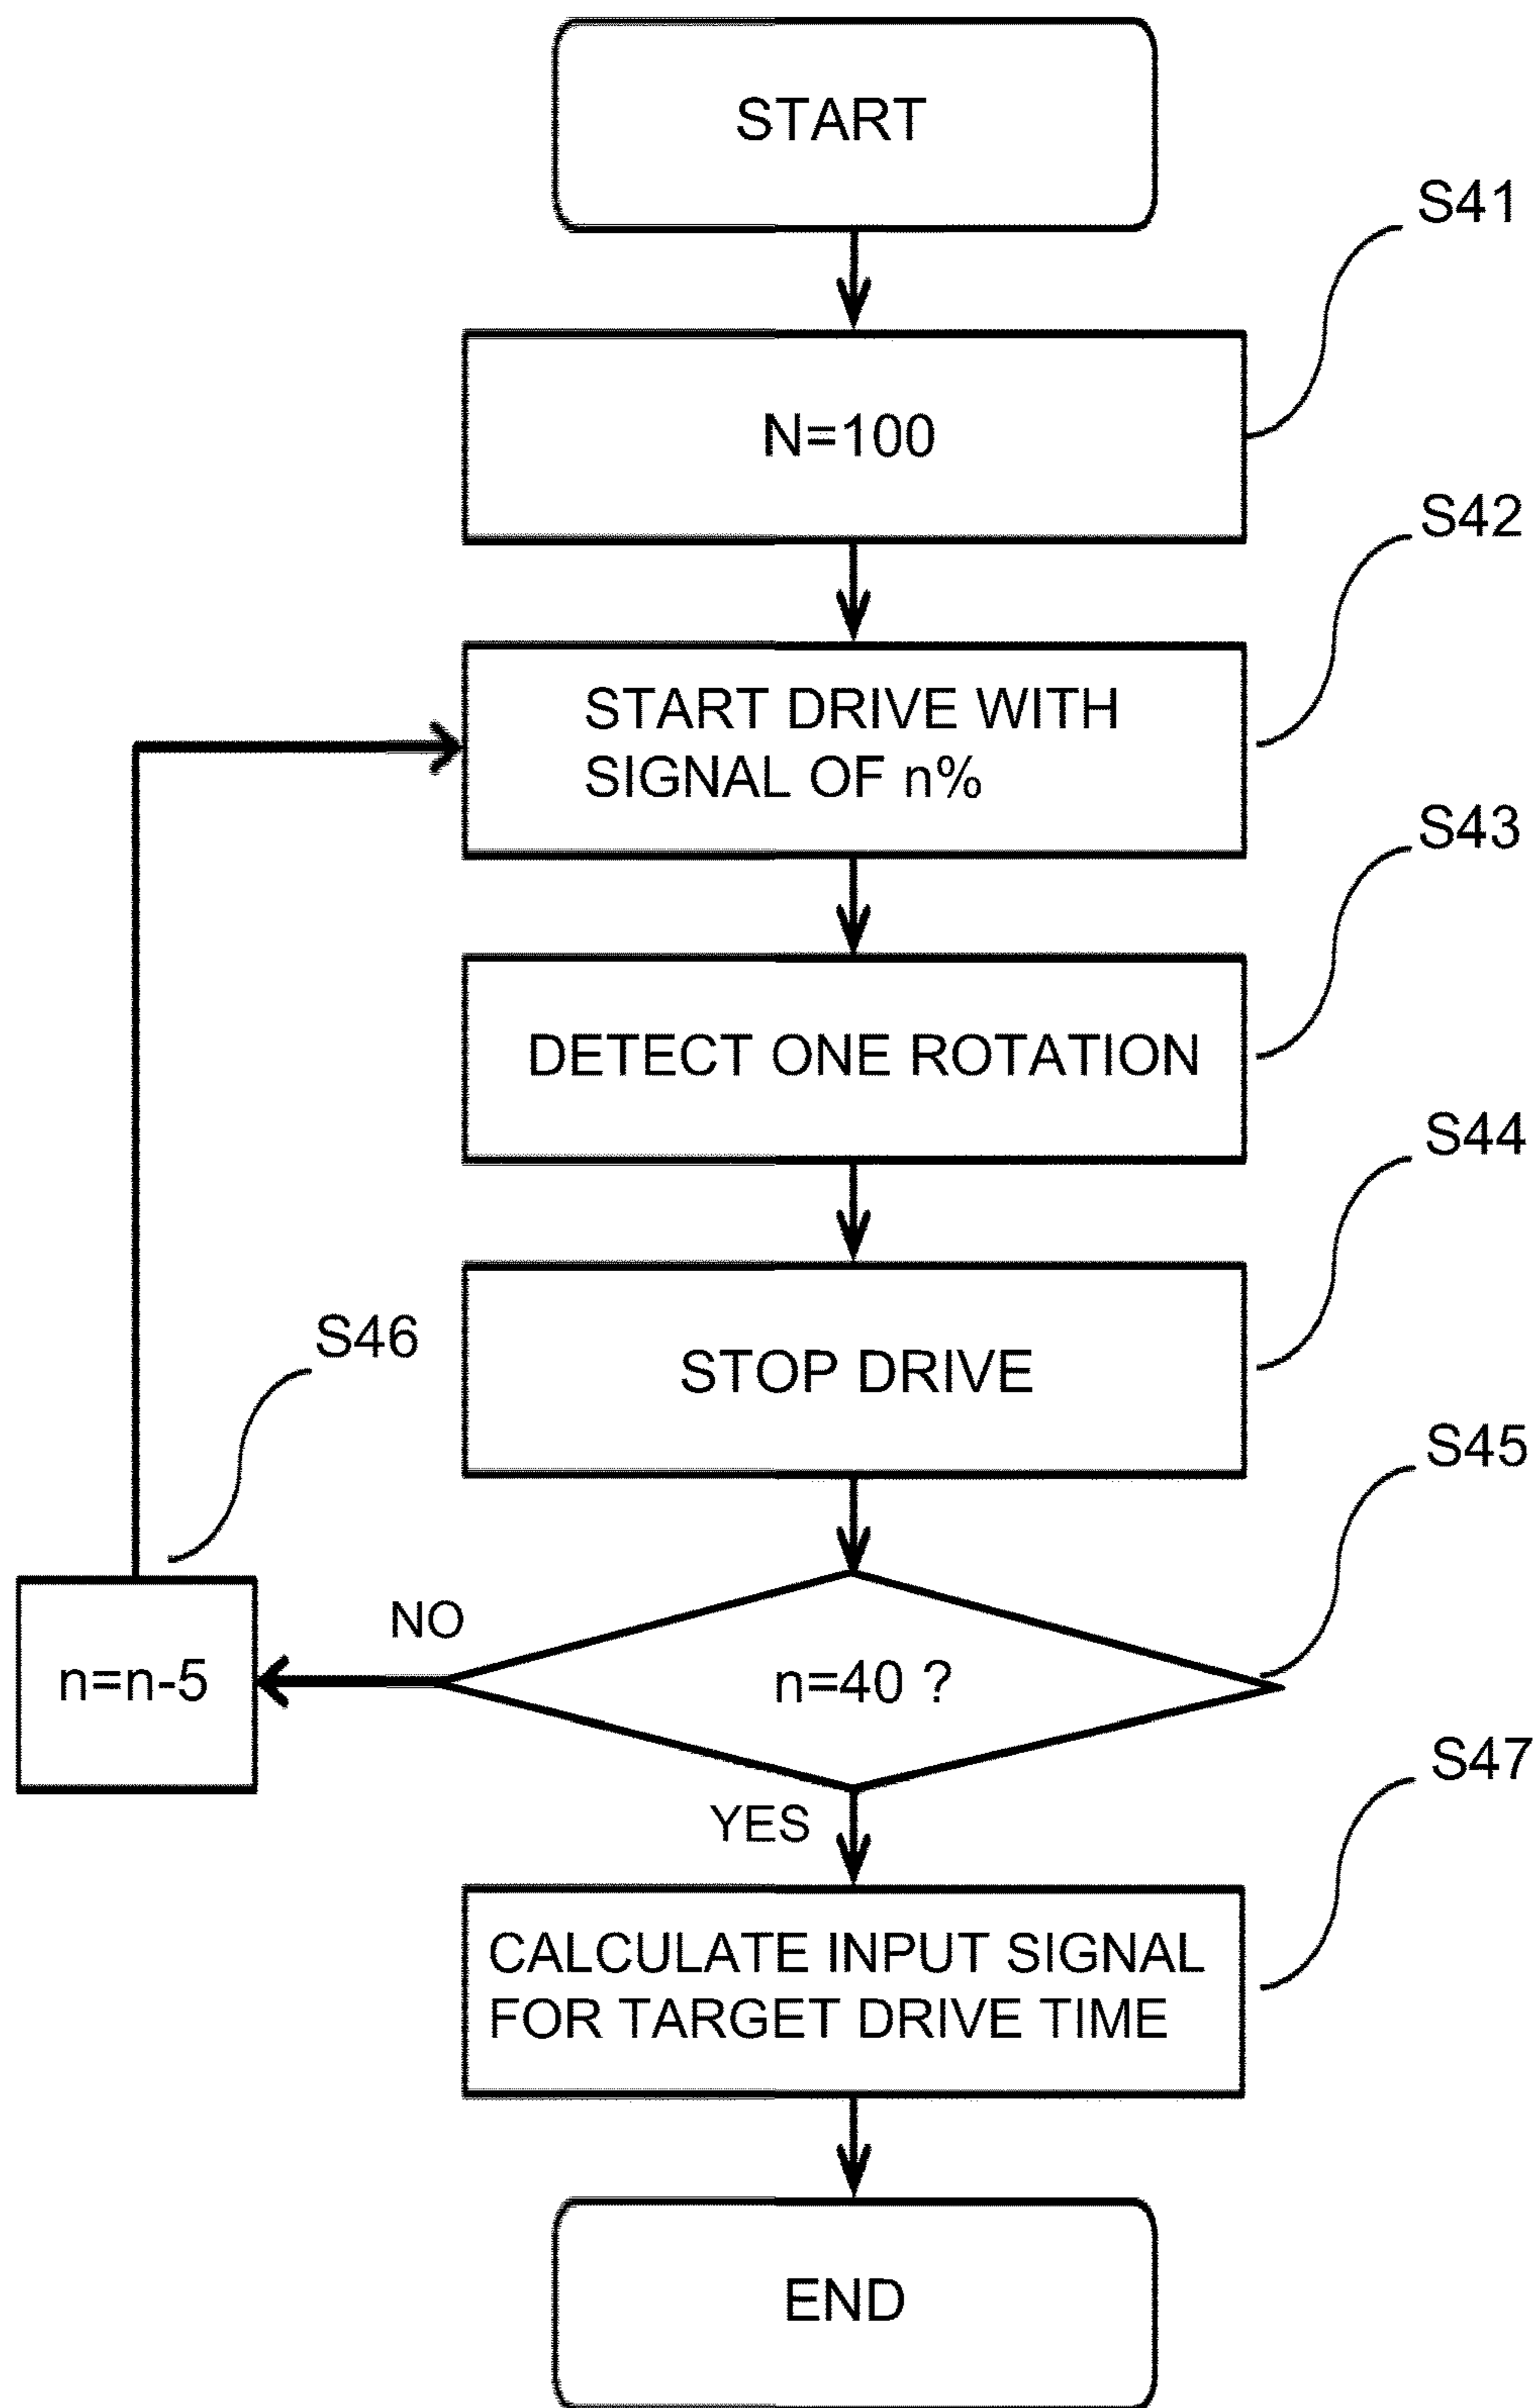 START
S41
N=100
S42
START DRIVE WITH
SIGNAL OF n%
S43
DETECT ONE ROTATION
S44
STOP DRIVE
S45
n=40 ?
S46
NO
n=n-5
YES
S47
CALCULATE INPUT SIGNAL
FOR TARGET DRIVE TIME
END